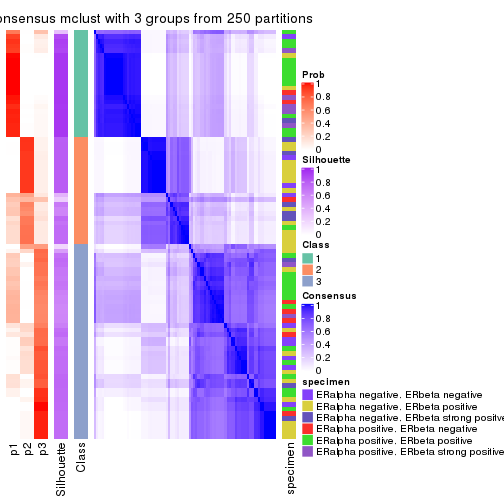 onsensus mclust with 3 groups from 250 partitions
Prob
1
0.8
0.6
0.4
0.2
0
Silhouette
1
0.8
0.6
0.4
0.2
0
Class
1
2
3
Consensus
1
0.8
0.6
0.4
0.2
0
specimen
ERalpha negative. ERbeta negative
ERalpha negative. ERbeta positive
ERalpha negative. ERbeta strong positive
ERalpha positive. ERbeta negative
ERalpha positive. ERbeta positive
ERalpha positive. ERbeta strong positive
p1
p2
p3
Silhouette
Class
specimen